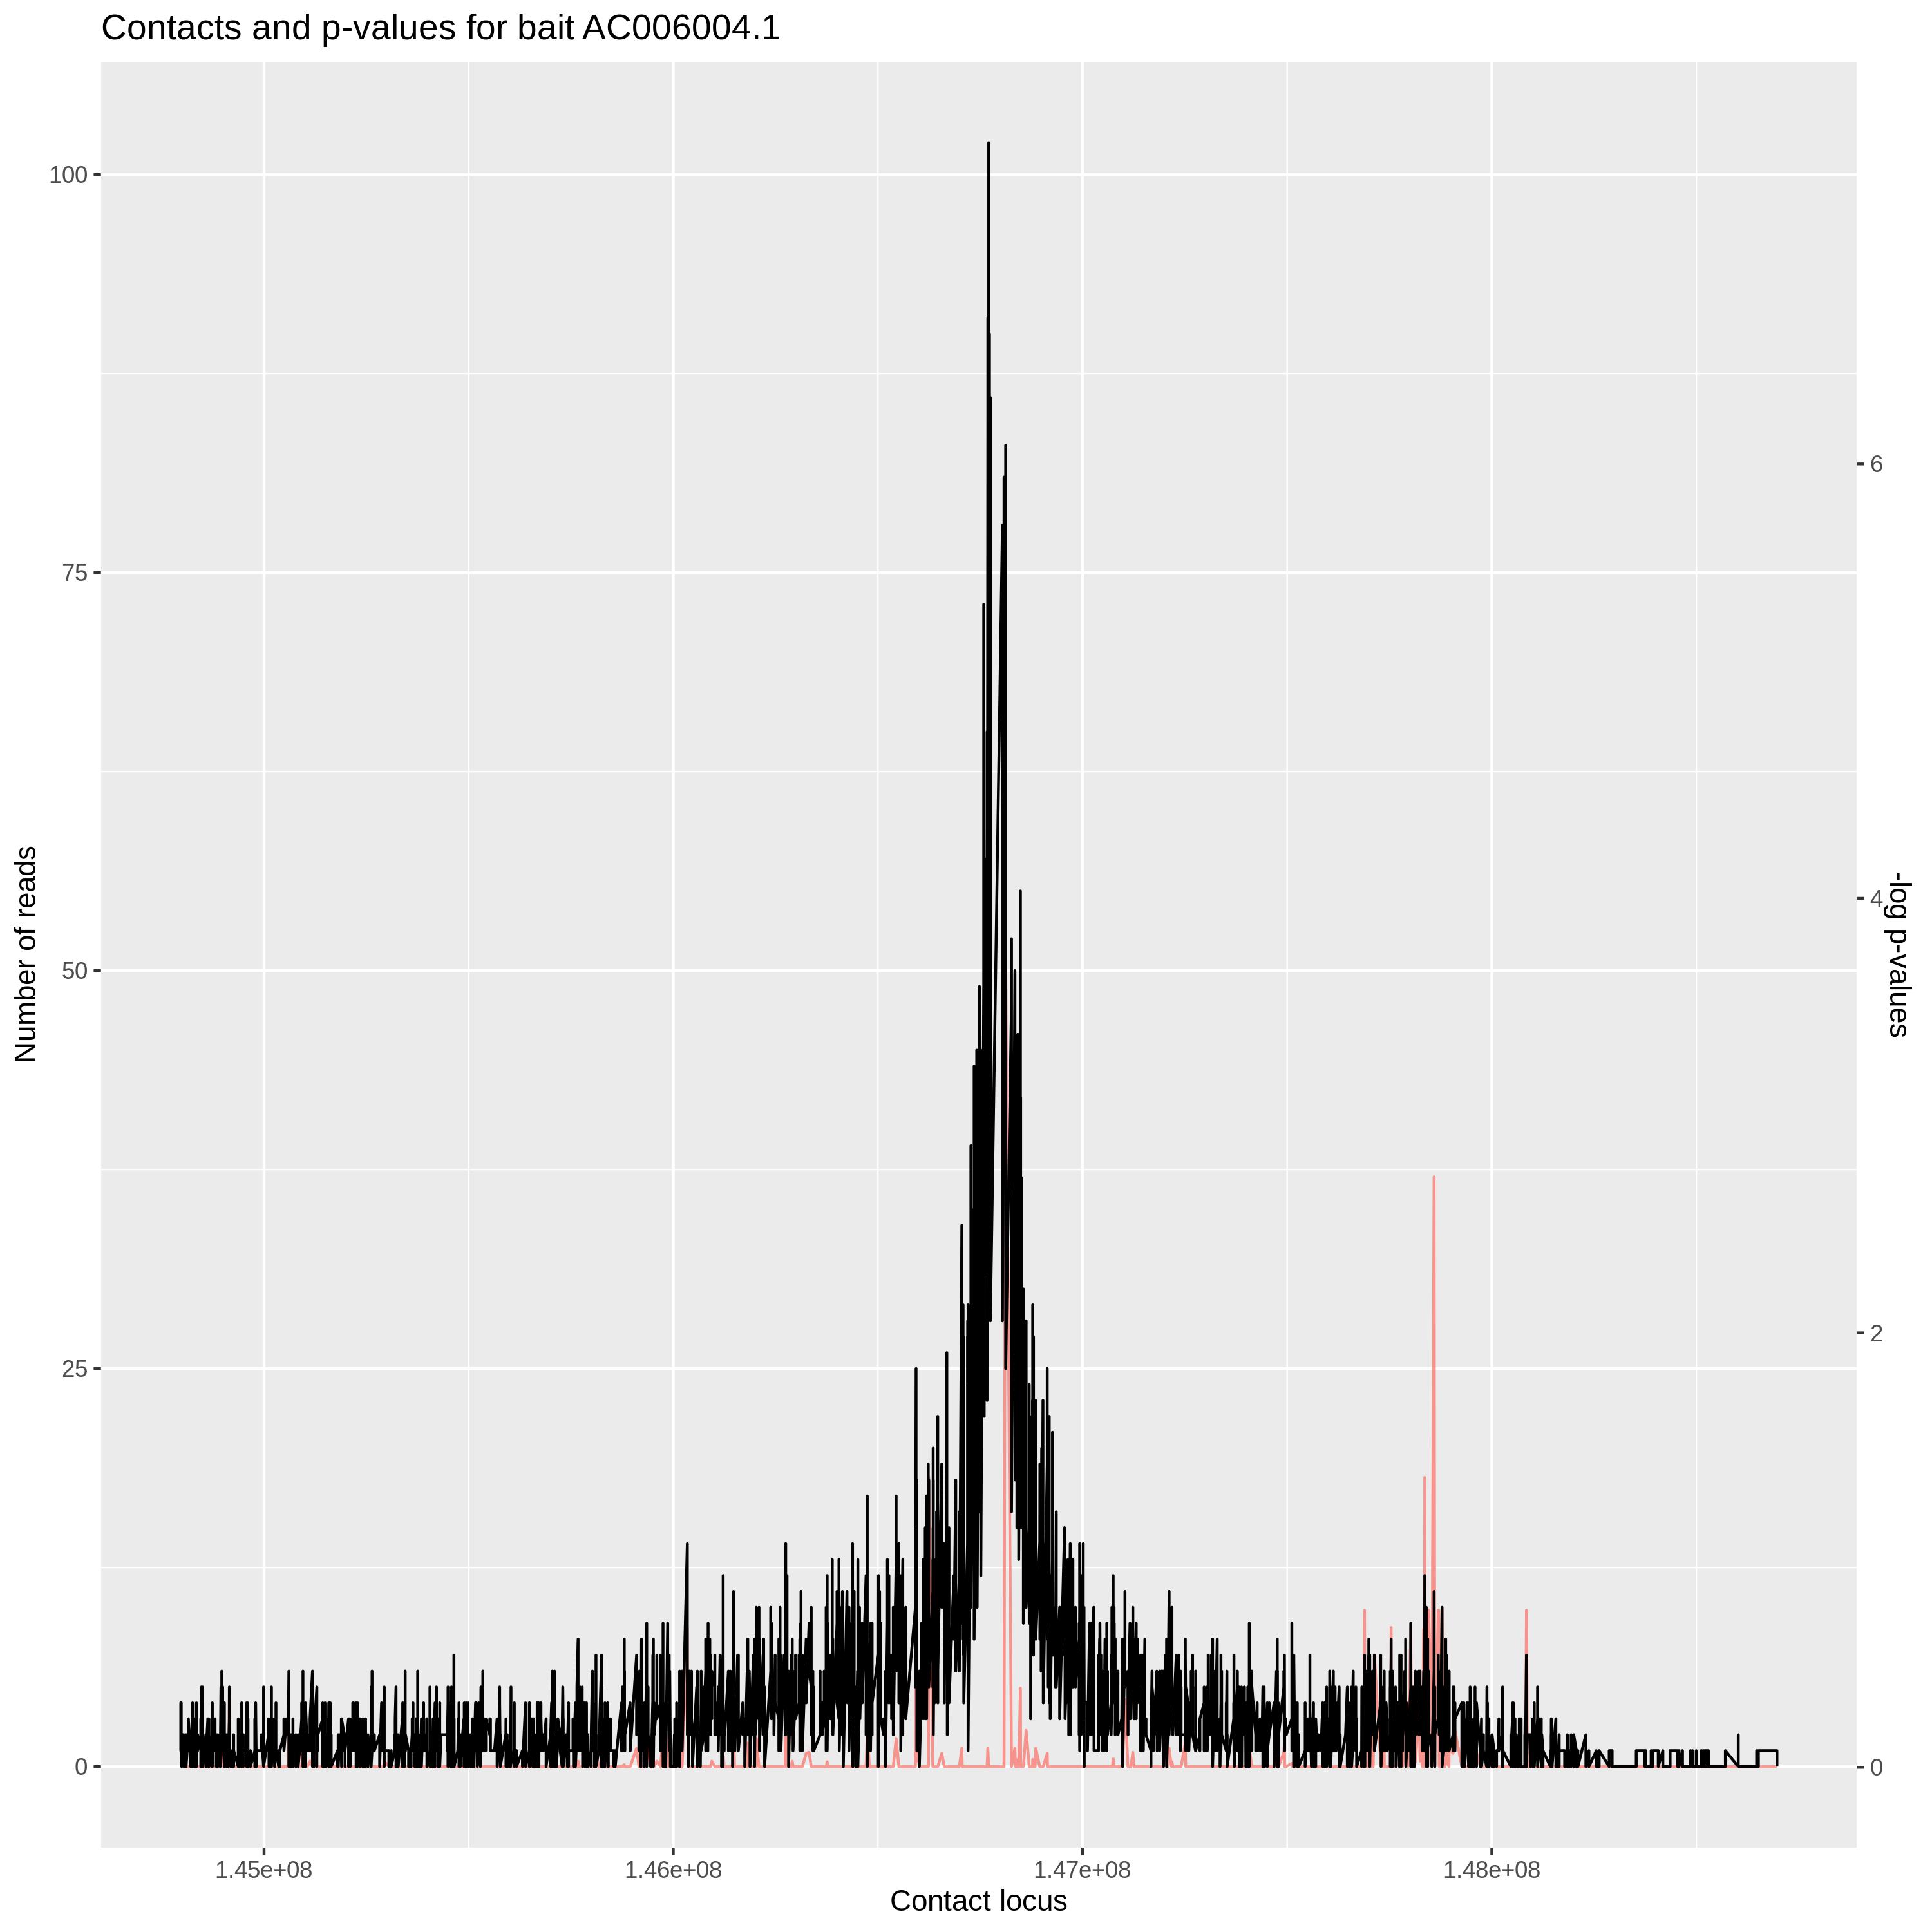 Contacts and p-values for bait AC006004.1
100
75
50
25
0
Number of reads
6
4
2
0
-log p-values
1.45e+08
1.46e+08
1.47e+08
1.48e+08
Contact locus